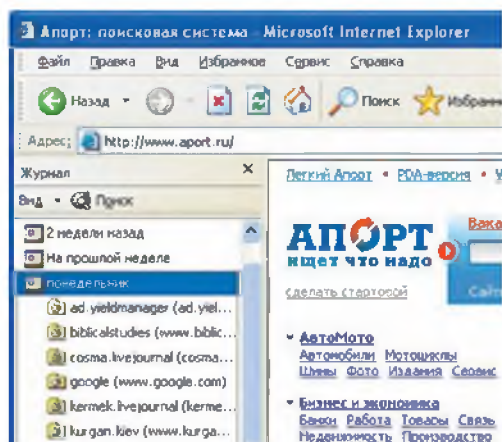 Апорт: поисковая система - Microsoft Internet Explorer
Файл Правка Вид Избранное Сервис Справка
Назад Поиск
Адрес: http://www.aport.ru/
Журнал
Вид Поиск
2 недели назад
На прошлой неделе
понедельник
ad.yieldmanager (ad.yiel...
biblicalstudies (www.biblic...
cosma.livejournal (cosma...
google (www.google.com)
kermek.livejournal (kerme...
kurgan.kiev (www.kurga...
Легкий Апорт • PDA-версия •
АПОРТ
ищет что надо
сделать стартовой
АвтоМото
Автомобили Мотоциклы
Шины Фото Издания Сервис
Бизнес и экономика
Банки Работа Товары Связь
Недвижимость Производство